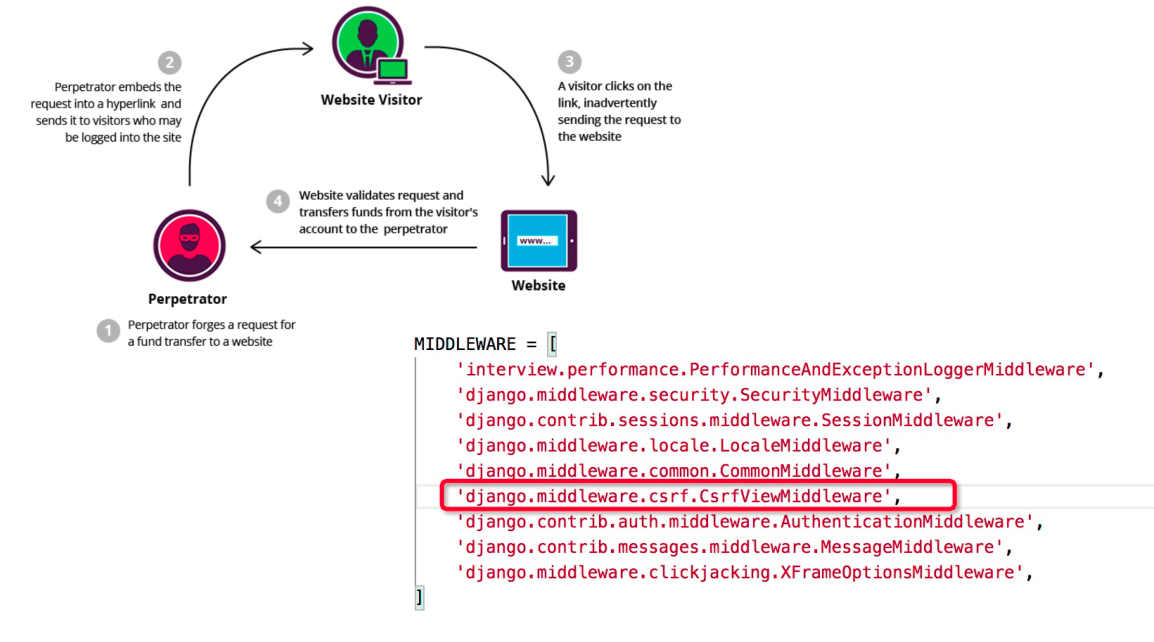 2
Perpetrator embeds the
request into a hyperlink and
sends it to visitors who may
be logged into the site
Website Visitor
3
A visitor clicks on the
link, inadvertently
sending the request to
the website
4
Website validates request and
transfers funds from the visitor's
account to the perpetrator
www...
Website
Perpetrator
1
Perpetrator forges a request for
a fund transfer to a website
MIDDLEWARE = [
'interview.performance.PerformanceAndExceptionLoggerMiddleware',
'django.middleware.security.SecurityMiddleware',
'django.contrib.sessions.middleware.SessionMiddleware',
'django.middleware.locale.LocaleMiddleware',
'django.middleware.common.CommonMiddleware',
'django.middleware.csrf.CsrfViewMiddleware',
'django.contrib.auth.middleware.AuthenticationMiddleware',
'django.contrib.messages.middleware.MessageMiddleware',
'django.middleware.clickjacking.XFrameOptionsMiddleware',
]